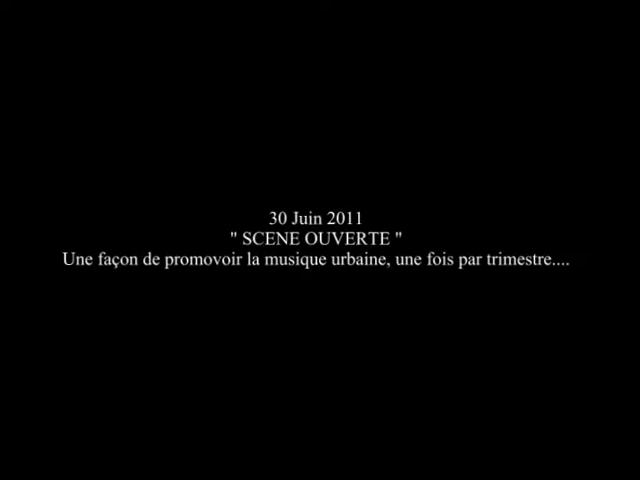 30 Juin 2011
" SCENE OUVERTE "
Une façon de promovoir la musique urbaine, une fois par trimestre....